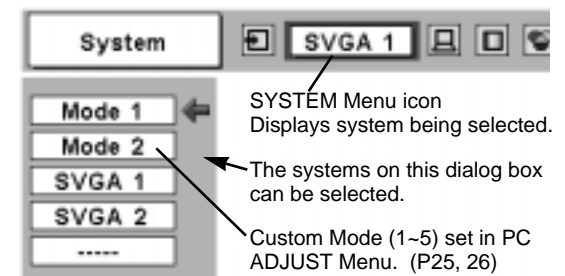 System
SVGA 1
SYSTEM Menu icon
Displays system being selected.
Mode 1
Mode 2
SVGA 1
SVGA 2
-----
The systems on this dialog box
can be selected.
Custom Mode (1~5) set in PC
ADJUST Menu. (P25, 26)